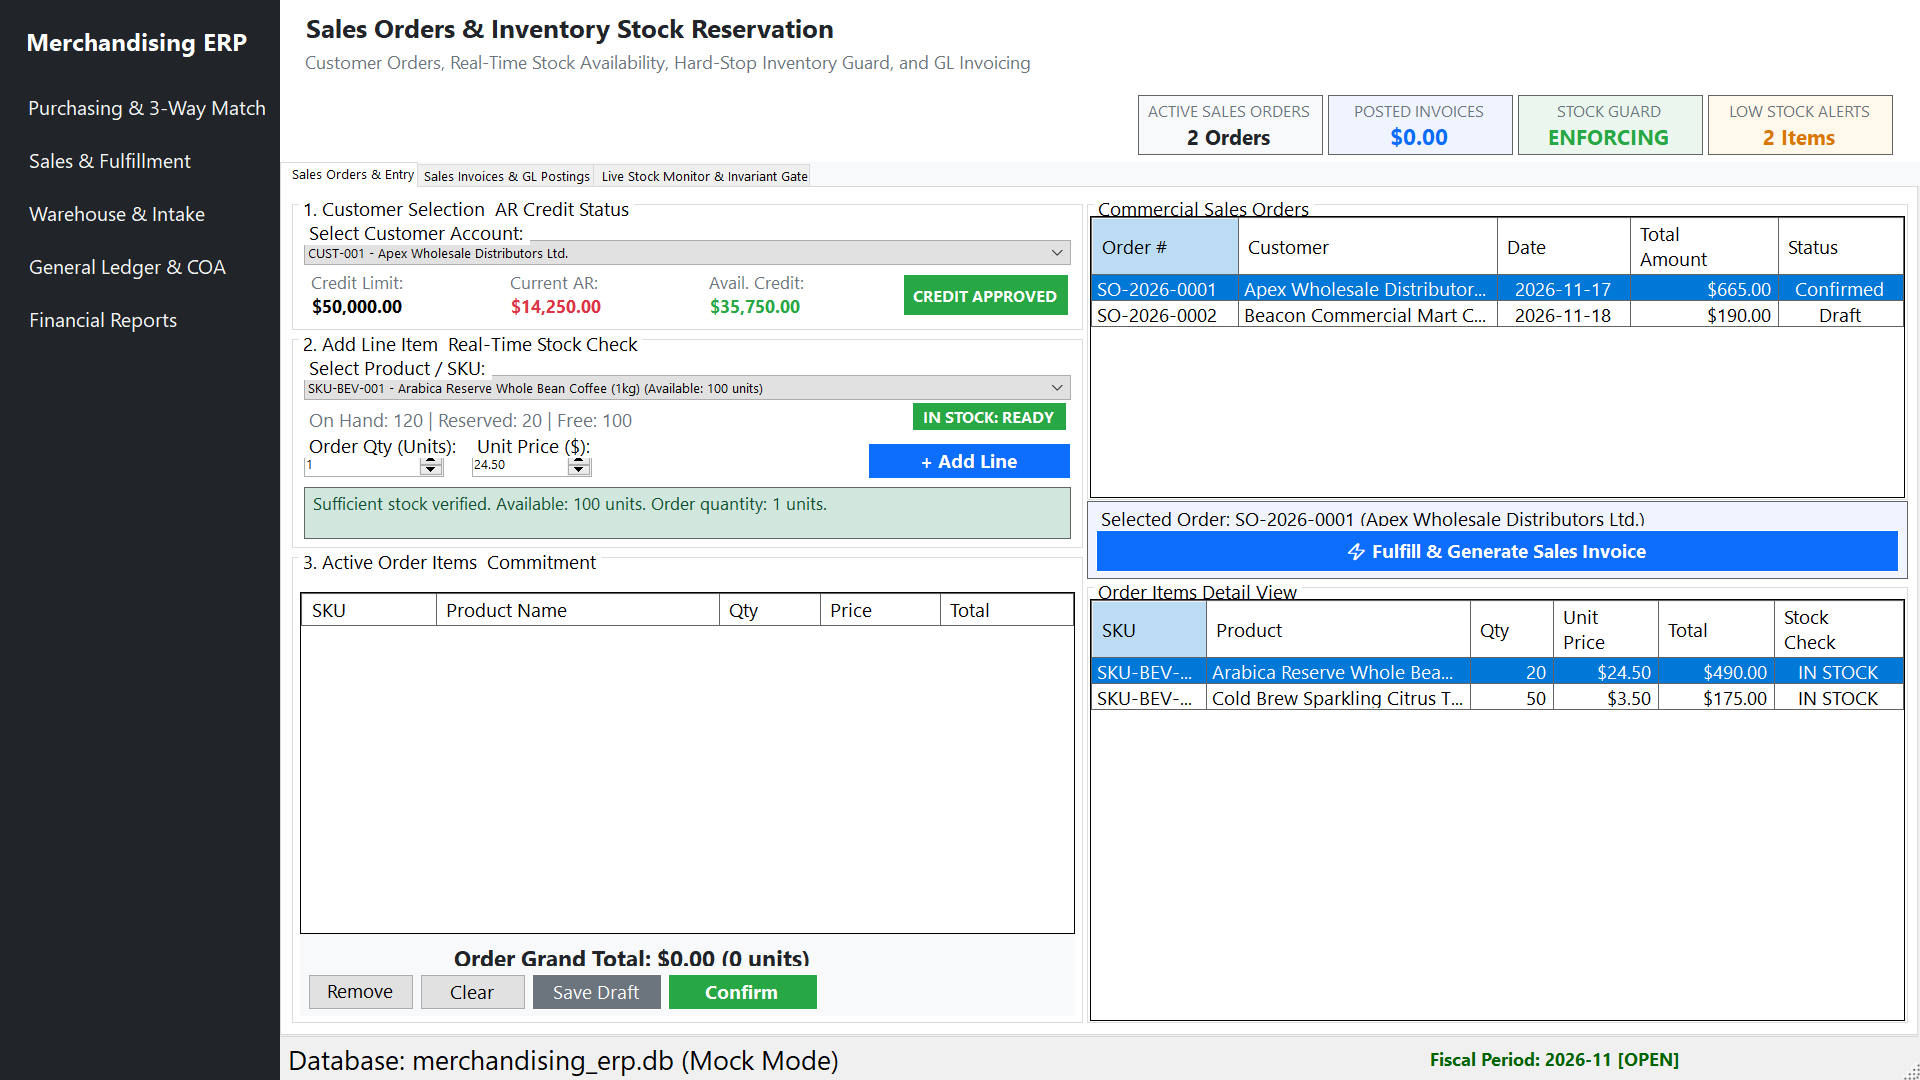 Merchandising ERP
Purchasing & 3-Way Match
Sales & Fulfillment
Warehouse & Intake
General Ledger & COA
Financial Reports
Sales Orders & Inventory Stock Reservation
Customer Orders, Real-Time Stock Availability, Hard-Stop Inventory Guard, and GL Invoicing
ACTIVE SALES ORDERS
2 Orders
POSTED INVOICES
$0.00
STOCK GUARD
ENFORCING
LOW STOCK ALERTS
2 Items
Sales Orders & Entry
Sales Invoices & GL Postings
Live Stock Monitor & Invariant Gate
1. Customer Selection  AR Credit Status
Select Customer Account:
CUST-001 - Apex Wholesale Distributors Ltd.
Credit Limit:
$50,000.00
Current AR:
$14,250.00
Avail. Credit:
$35,750.00
CREDIT APPROVED
2. Add Line Item  Real-Time Stock Check
Select Product / SKU:
SKU-BEV-001 - Arabica Reserve Whole Bean Coffee (1kg) (Available: 100 units)
On Hand: 120 | Reserved: 20 | Free: 100
IN STOCK: READY
Order Qty (Units):
1
Unit Price ($):
24.50
+ Add Line
Sufficient stock verified. Available: 100 units. Order quantity: 1 units.
3. Active Order Items  Commitment
SKU Product Name Qty Price Total
Order Grand Total: $0.00 (0 units)
Remove
Clear
Save Draft
Confirm
Commercial Sales Orders
Order # Customer Date Total Amount Status
SO-2026-0001 Apex Wholesale Distributor... 2026-11-17 $665.00 Confirmed
SO-2026-0002 Beacon Commercial Mart C... 2026-11-18 $190.00 Draft
Selected Order: SO-2026-0001 (Apex Wholesale Distributors Ltd.)
Fulfill & Generate Sales Invoice
Order Items Detail View
SKU Product Qty Unit Price Total Stock Check
SKU-BEV-... Arabica Reserve Whole Bea... 20 $24.50 $490.00 IN STOCK
SKU-BEV-... Cold Brew Sparkling Citrus T... 50 $3.50 $175.00 IN STOCK
Database: merchandising_erp.db (Mock Mode)
Fiscal Period: 2026-11 [OPEN]